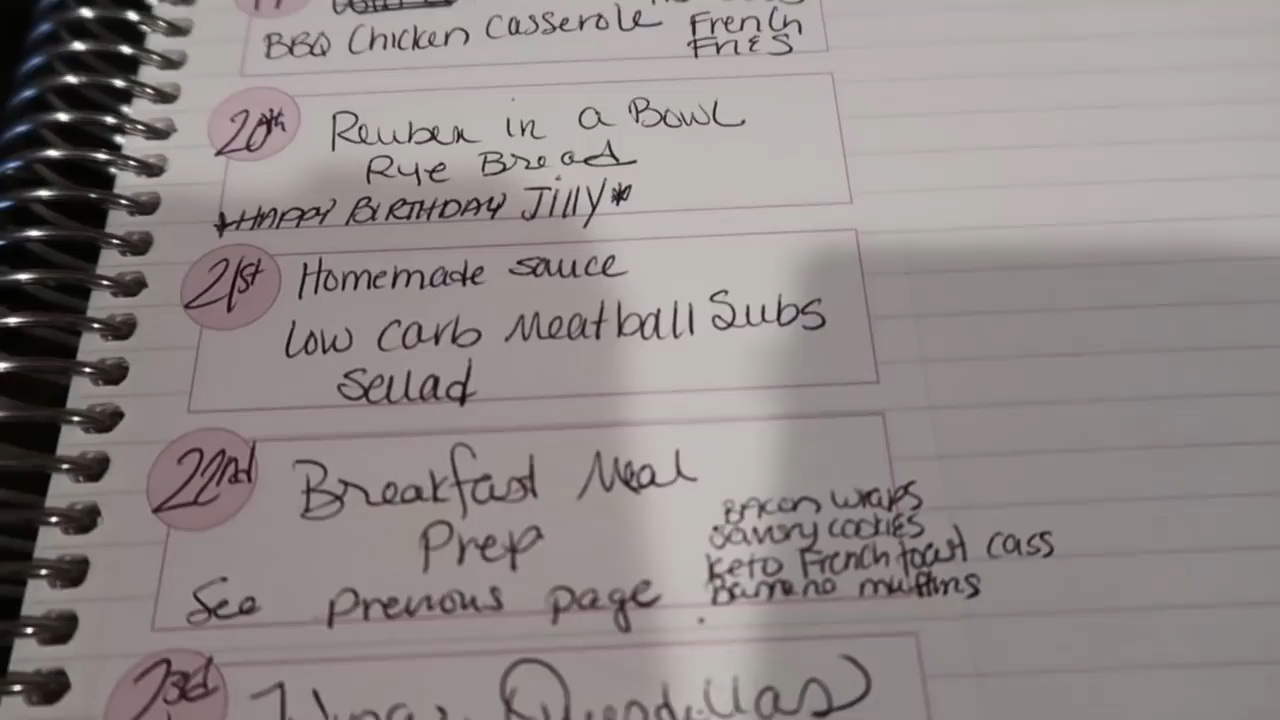 BBQ Chicken Casserole French
Fries
20th Reuben in a Bowl
Rye Bread
*HAPPY BIRTHDAY Jilly*
21st Homemade sauce
Low carb Meatball Subs
Sallad
22nd Breakfast Meal
Prep
See previous page
Bacon wraps
Savory cookies
Keto French toast cass
Banana muffins
23rd